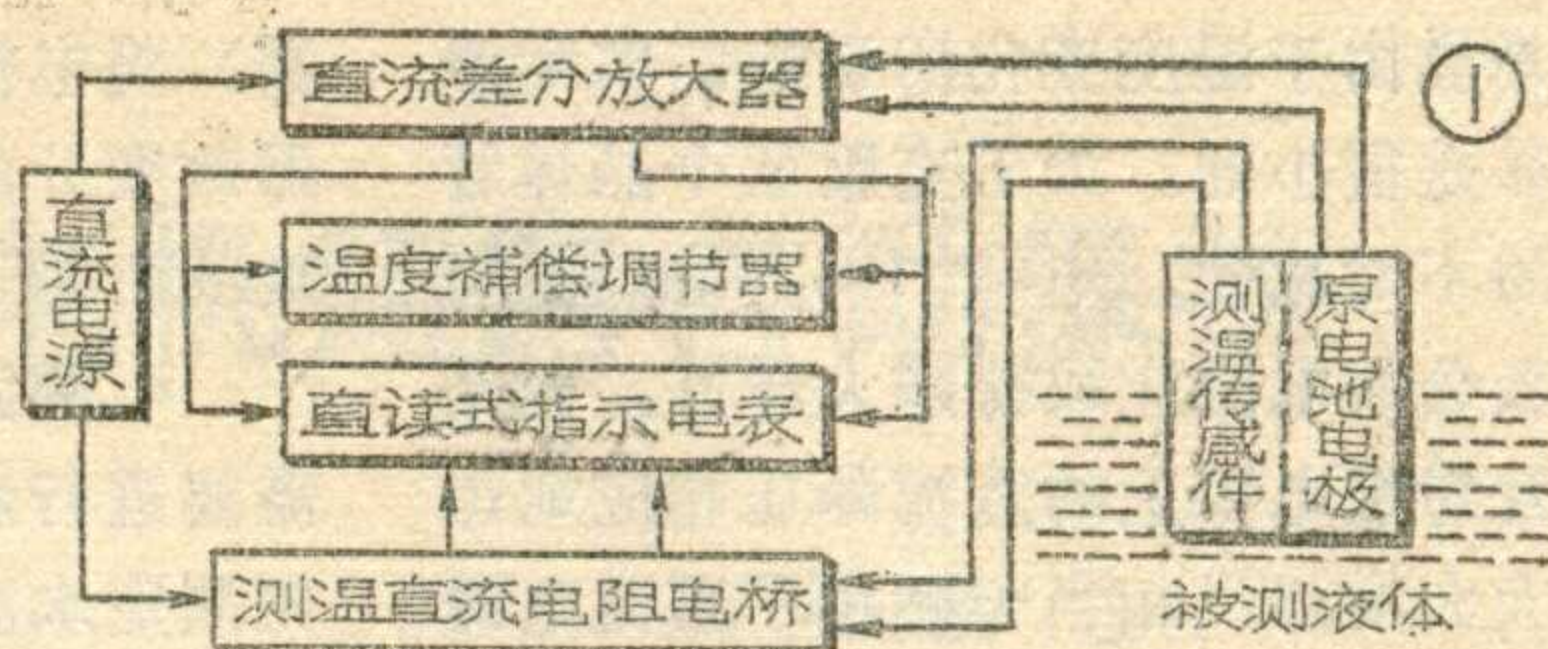 ①
直流差分放大器
直流电源
温度補偿调节器
直读式指示电表
测温直流电阻电桥
测温传感件
原电池电极
被测液体